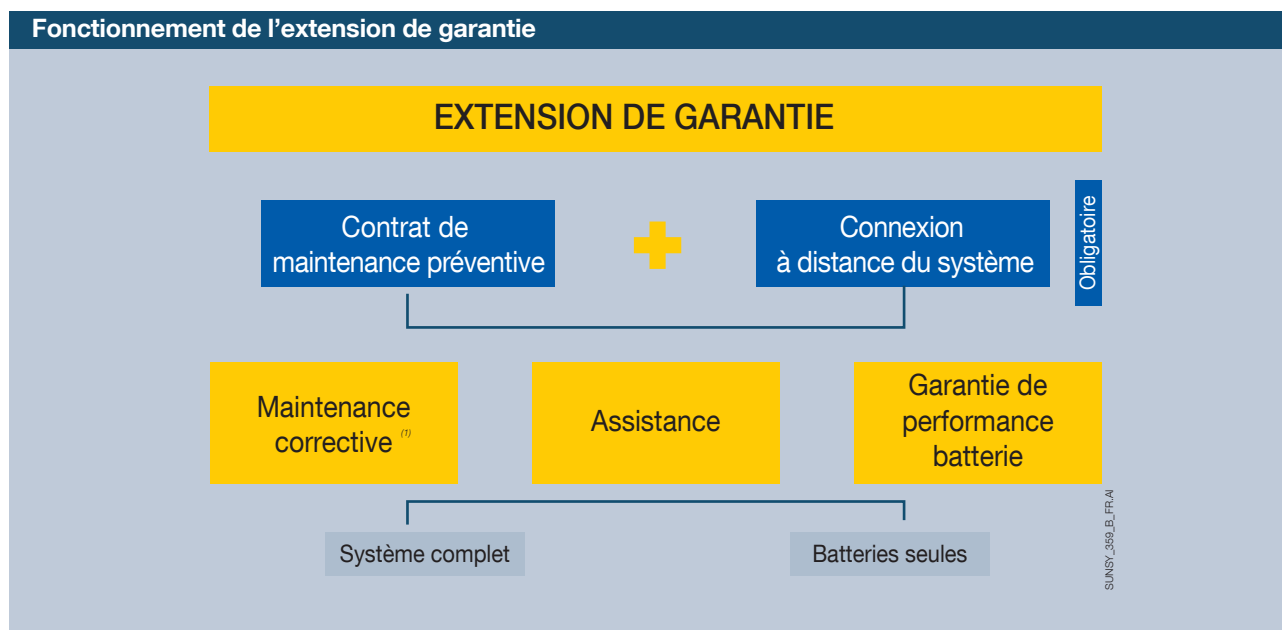 Fonctionnement de l’extension de garantie
EXTENSION DE GARANTIE
Contrat de
maintenance préventive
Connexion
à distance du système
Obligatoire
Maintenance
corrective (1)
Assistance
Garantie de
performance
batterie
Système complet
Batteries seules
SUNSY_359_B_FR.AI